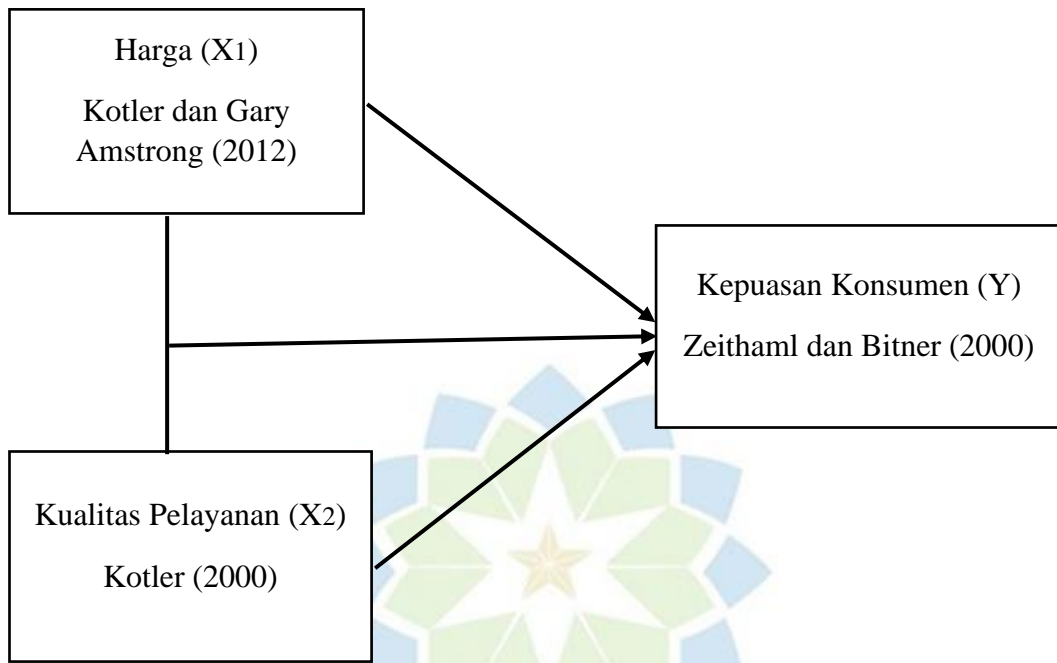 Harga (X1)
Kotler dan Gary
Amstrong (2012)
Kepuasan Konsumen (Y)
Zeithaml dan Bitner (2000)
Kualitas Pelayanan (X2)
Kotler (2000)